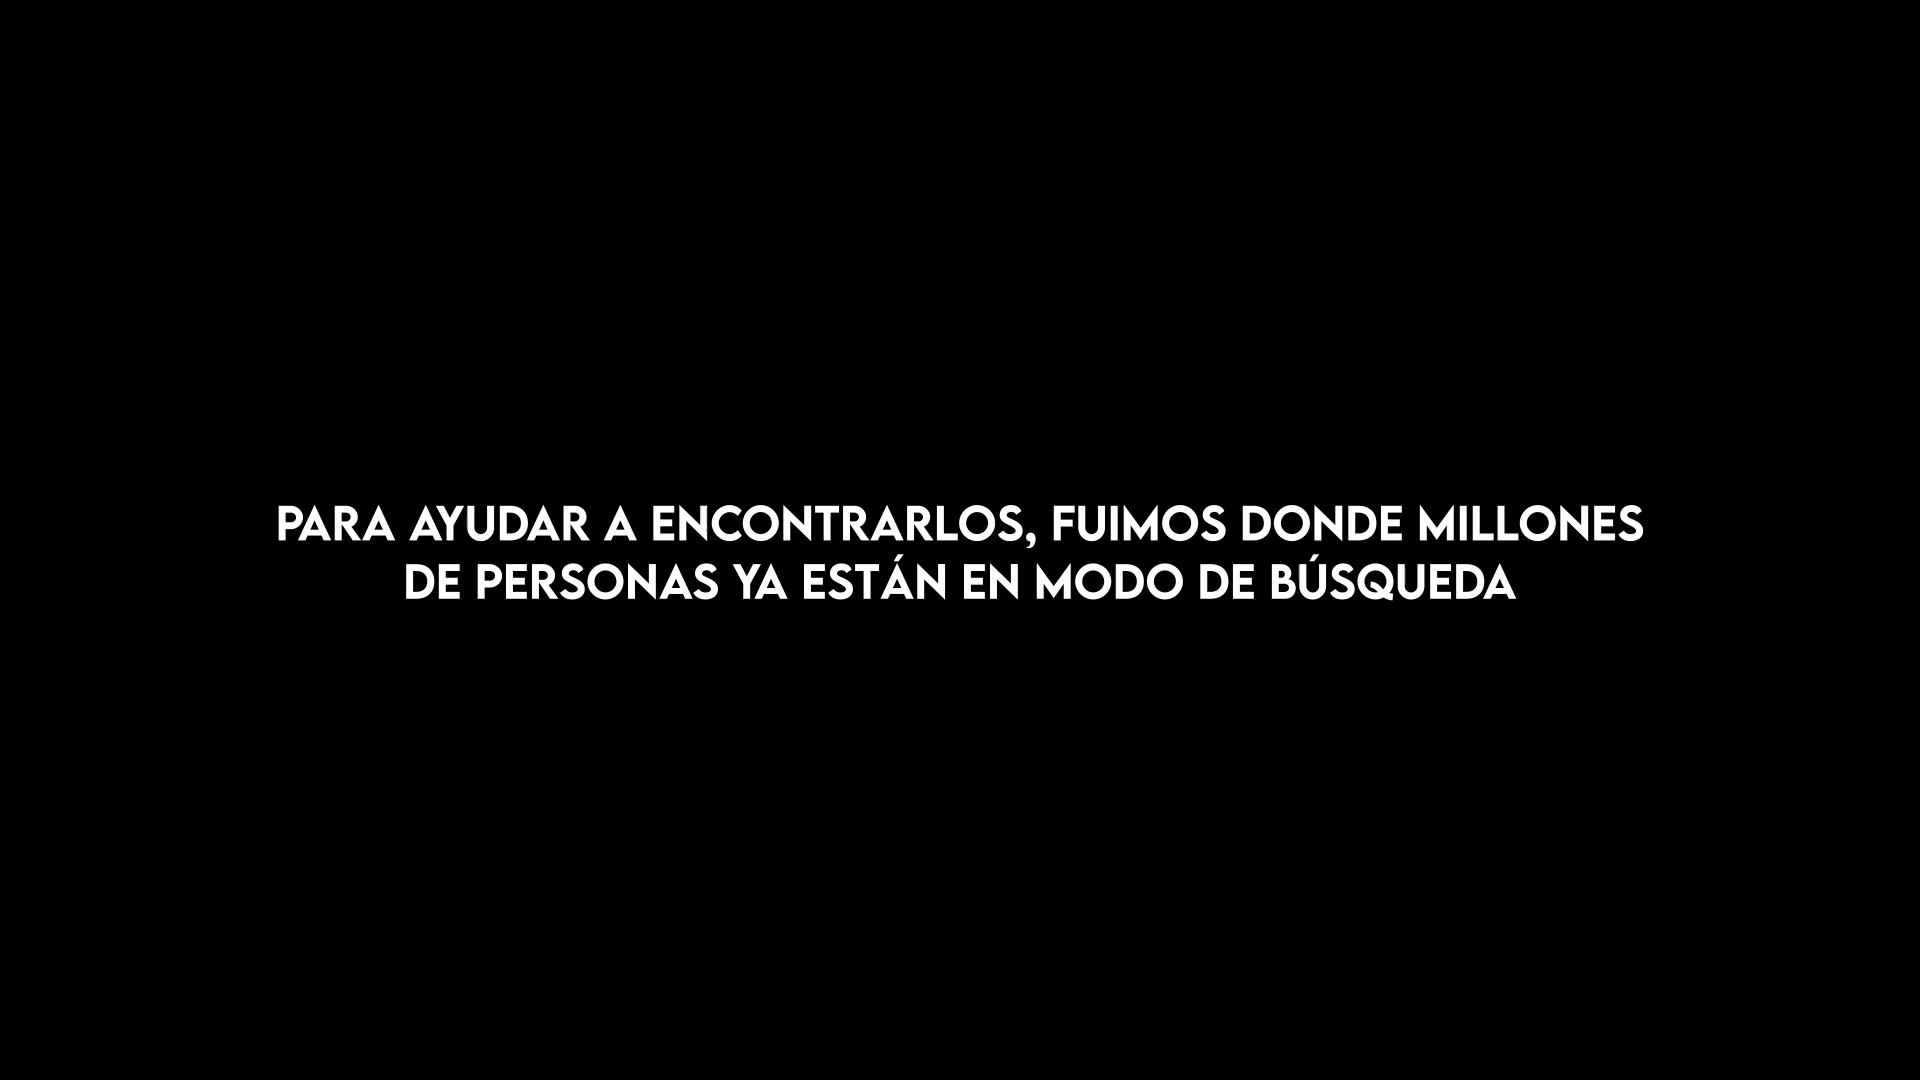 PARA AYUDAR A ENCONTRARLOS, FUIMOS DONDE MILLONES
DE PERSONAS YA ESTÁN EN MODO DE BÚSQUEDA